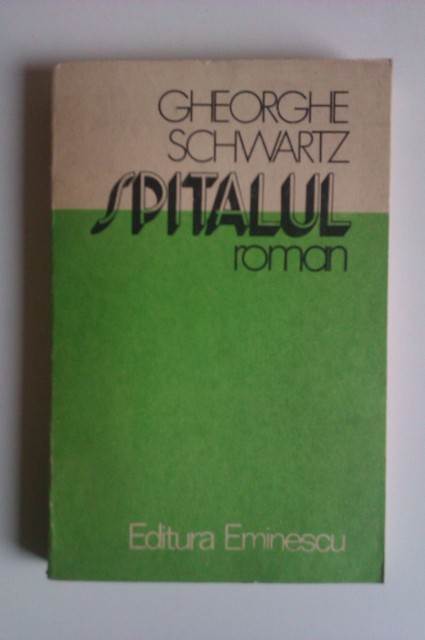 GHEORGHE
SCHWARTZ
SPITALUL
roman
Editura Eminescu